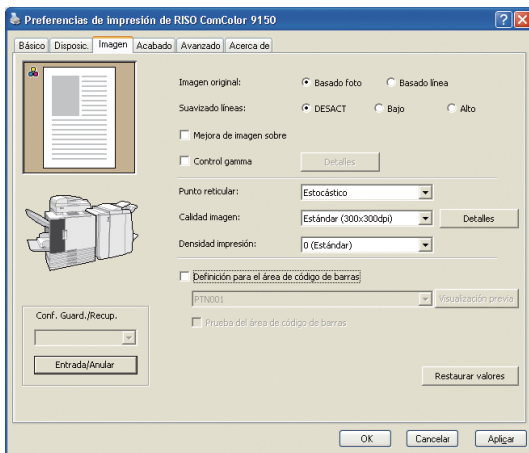 Preferencias de impresión de RISO ComColor 9150
Básico Disposic. Imagen Acabado Avanzado Acerca de
Imagen original: Basado foto Basado línea
Suavizado líneas: DESACT Bajo Alto
Mejora de imagen sobre
Control gamma Detalles
Punto reticular: Estocástico
Calidad imagen: Estándar (300x300dpi) Detalles
Densidad impresión: 0 (Estándar)
Definición para el área de código de barras
PTN001 Visualización previa
Prueba del área de código de barras
Conf. Guard./Recup.
Entrada/Anular
Restaurar valores
OK Cancelar Aplicar